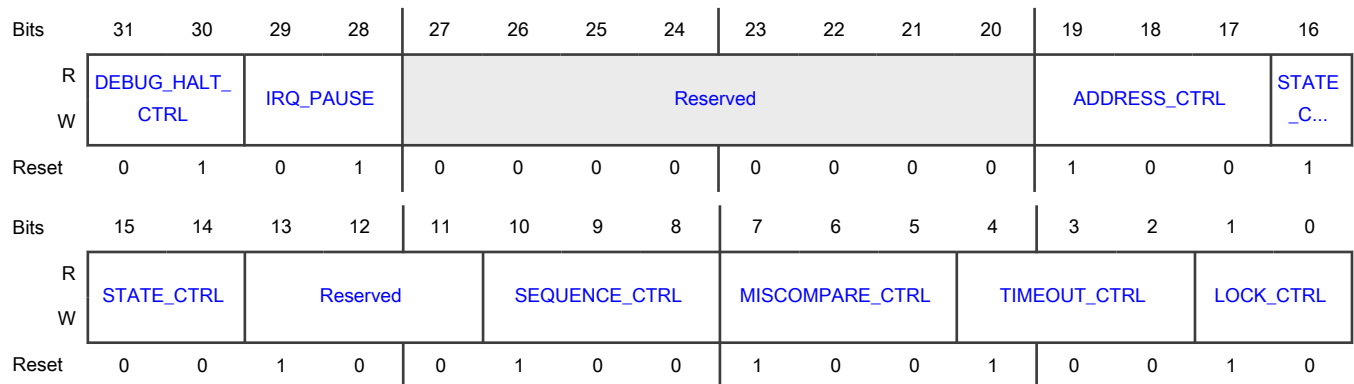 Bits 31 30 29 28 27 26 25 24 23 22 21 20 19 18 17 16
R
W
DEBUG_HALT_
CTRL
IRQ_PAUSE
Reserved
ADDRESS_CTRL
STATE
_C...
Reset 0 1 0 1 0 0 0 0 0 0 0 0 1 0 0 1
Bits 15 14 13 12 11 10 9 8 7 6 5 4 3 2 1 0
R
W
STATE_CTRL
Reserved
SEQUENCE_CTRL
MISCOMPARE_CTRL
TIMEOUT_CTRL
LOCK_CTRL
Reset 0 0 1 0 0 1 0 0 1 0 0 1 0 0 1 0